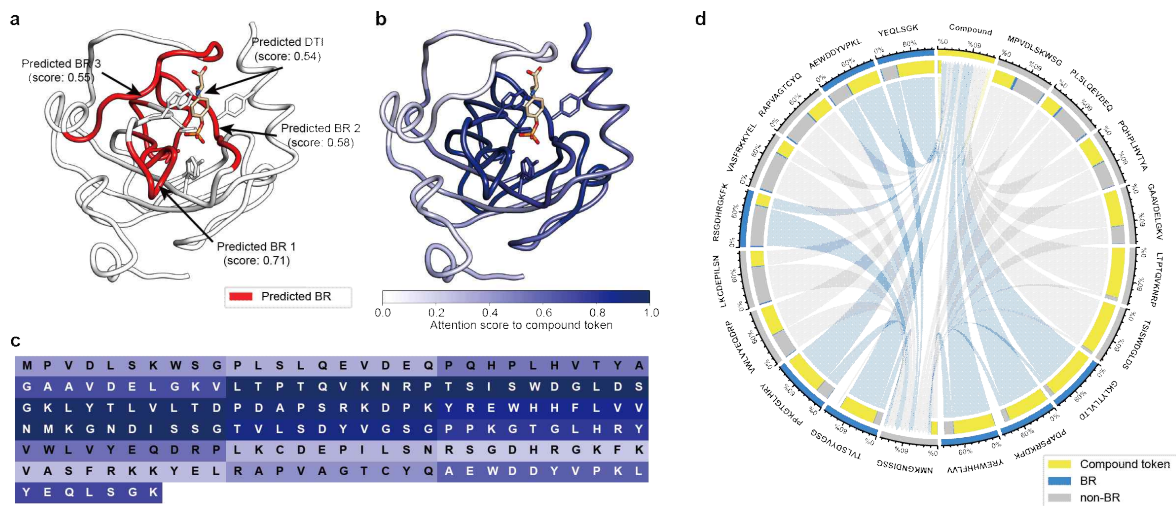 a
Predicted DTI
(score: 0.54)
Predicted BR 3
(score: 0.55)
Predicted BR 2
(score: 0.58)
Predicted BR 1
(score: 0.71)
Predicted BR
b
0.0 0.2 0.4 0.6 0.8 1.0
Attention score to compound token
c
M P V D L S K W S G P L S L Q E V D E Q P Q H P L H V T Y A
G A A V D E L G K V L T P T Q V K N R P T S I S W D G L D S
G K L Y T L V L T D P D A P S R K D P K Y R E W H H F L V V
N M K G N D I S S G T V L S D Y V G S G P P K G T G L H R Y
V W L V Y E Q D R P L K C D E P I L S N R S G D H R G K F K
V A S F R K K Y E L R A P V A G T C Y Q A E W D D Y V P K L
Y E Q L S G K
d
Compound
MPVDLSKWSG
PLSLQEVDEQ
PQHPLHVTYA
GAAVDELGKV
LTPTQVKNRP
TSISWDGLDS
GKLYTLVLTD
PDAPSRKDPK
YREWHHFLVV
NMKGNDISSG
TVLSDYVGSG
PPKGTGLHRY
VWLVYEQDRP
LKCDEPILSN
RSGDHRGKFK
VASFRKKYEL
RAPVAGTCYQ
AEWDDYVPKL
YEQLSGK
Compound token
BR
non-BR